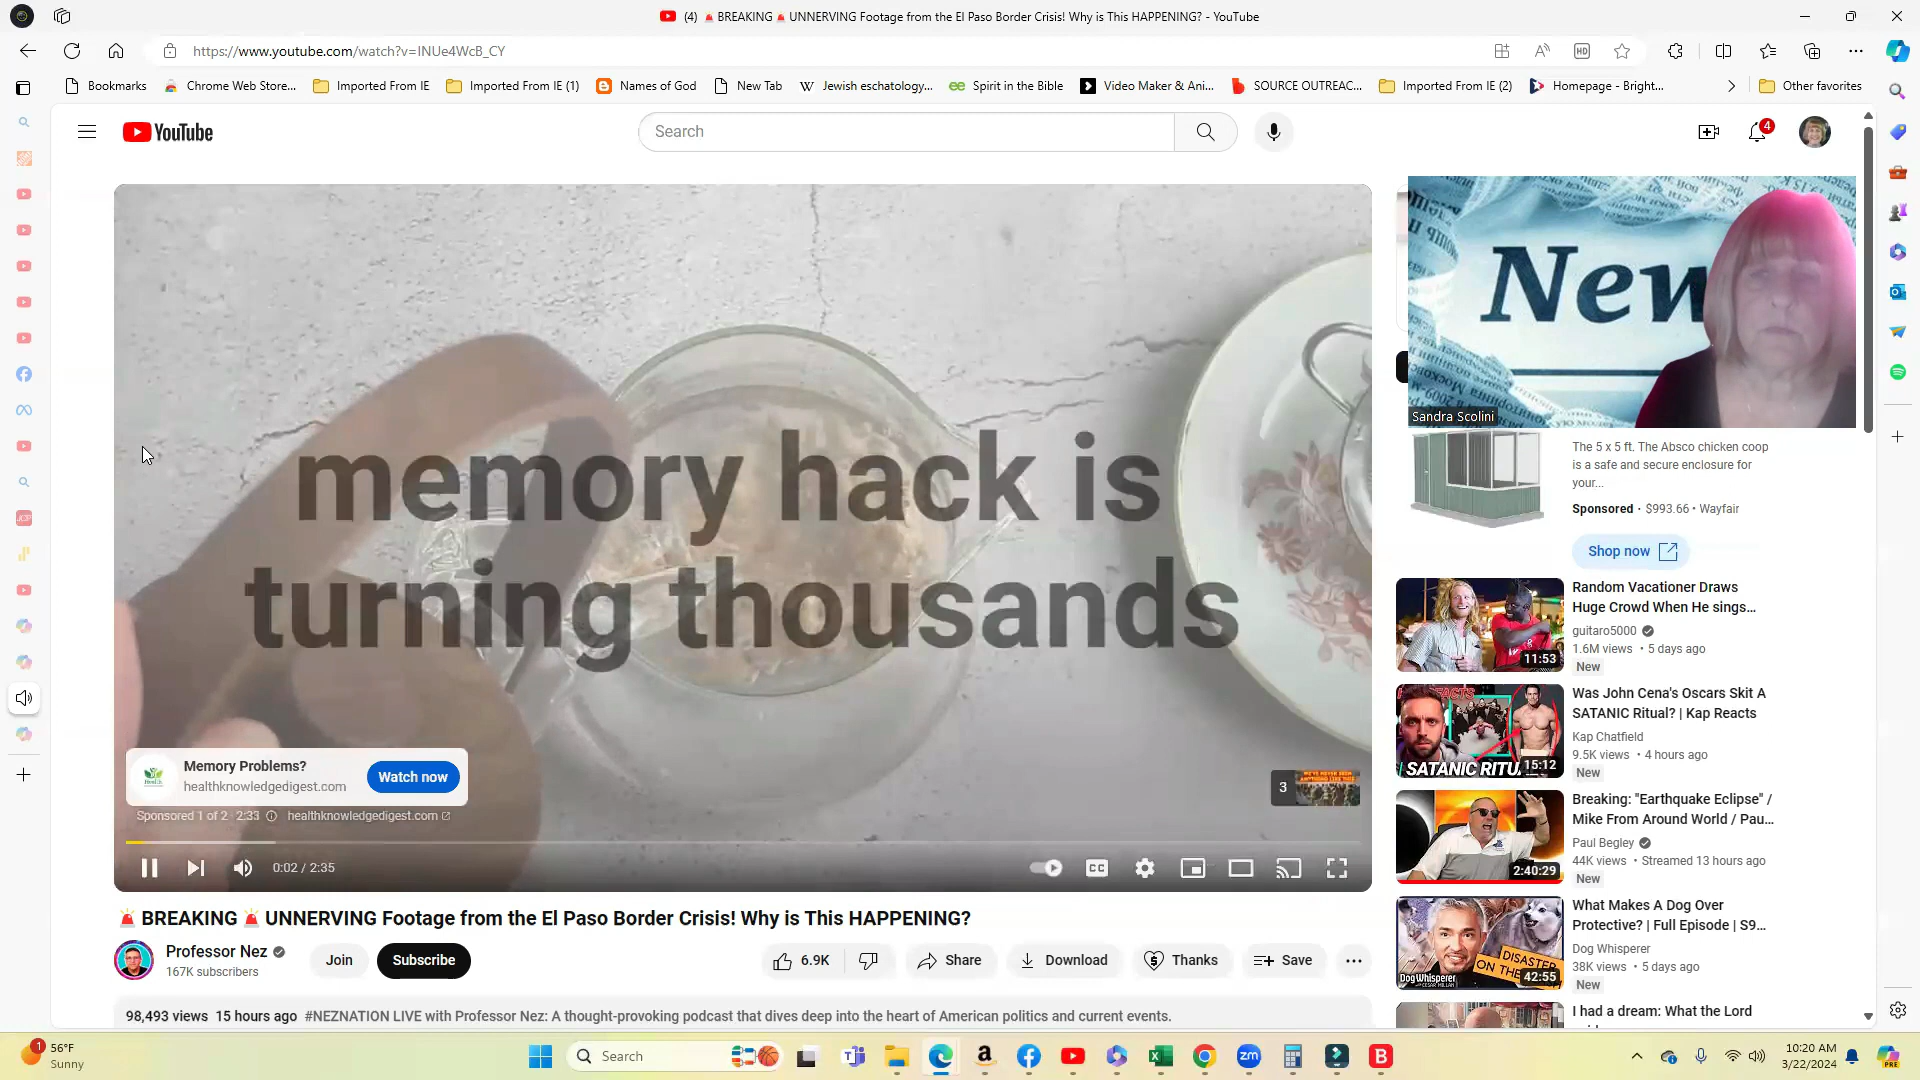 (4) 🚨 BREAKING 🚨 UNNERVING Footage from the El Paso Border Crisis! Why is This HAPPENING? - YouTube
https://www.youtube.com/watch?v=INUe4WcB_CY
HD
Bookmarks
Chrome Web Store...
Imported From IE
Imported From IE (1)
Names of God
New Tab
Jewish eschatology...
Spirit in the Bible
Video Maker & Ani...
SOURCE OUTREAC...
Imported From IE (2)
Homepage - Bright...
Other favorites
YouTube
Search
4
memory hack is
turning thousands
Memory Problems?
healthknowledgedigest.com
Watch now
Sponsored 1 of 2 · 2:33
healthknowledgedigest.com
3
0:02 / 2:35
CC
🚨 BREAKING 🚨 UNNERVING Footage from the El Paso Border Crisis! Why is This HAPPENING?
Professor Nez
167K subscribers
Join
Subscribe
6.9K
Share
Download
Thanks
Save
98,493 views 15 hours ago #NEZNATION LIVE with Professor Nez: A thought-provoking podcast that dives deep into the heart of American politics and current events.
New
Sandra Scolini
The 5 x 5 ft. The Absco chicken coop
is a safe and secure enclosure for
your...
Sponsored · $993.66 • Wayfair
Shop now
11:53
Random Vacationer Draws
Huge Crowd When He sings...
guitaro5000
1.6M views • 5 days ago
New
SATANIC RITU...
15:12
Was John Cena's Oscars Skit A
SATANIC Ritual? | Kap Reacts
Kap Chatfield
9.5K views • 4 hours ago
New
2:40:29
Breaking: "Earthquake Eclipse" /
Mike From Around World / Pau...
Paul Begley
44K views • Streamed 13 hours ago
New
DISASTER
ON THE
Dog Whisperer
42:55
What Makes A Dog Over
Protective? | Full Episode | S9...
Dog Whisperer
38K views • 5 days ago
New
I had a dream: What the Lord
1
56°F
Sunny
Search
zm
B
10:20 AM
3/22/2024
PRE